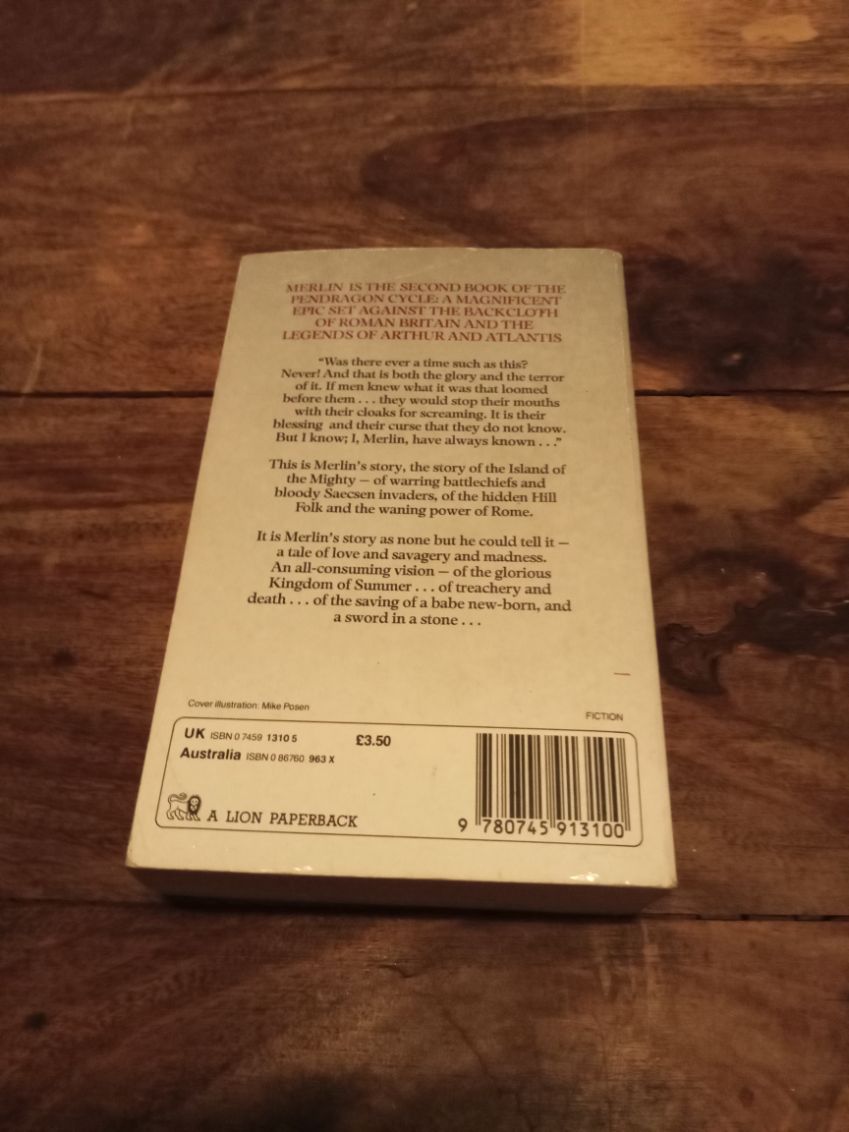 MERLIN IS THE SECOND BOOK OF THE
PENDRAGON CYCLE: A MAGNIFICENT
EPIC SET AGAINST THE BACKCLOTH
OF ROMAN BRITAIN AND THE
LEGENDS OF ARTHUR AND ATLANTIS
“Was there ever a time such as this?
Never! And that is both the glory and the terror
of it. If men knew what it was that loomed
before them . . . they would stop their mouths
with their cloaks for screaming. It is their
blessing and their curse that they do not know.
But I know; I, Merlin, have always known . . .”
This is Merlin’s story, the story of the Island of
the Mighty – of warring battlechiefs and
bloody Saecsen invaders, of the hidden Hill
Folk and the waning power of Rome.
It is Merlin’s story as none but he could tell it –
a tale of love and savagery and madness.
An all-consuming vision – of the glorious
Kingdom of Summer . . . of treachery and
death . . . of the saving of a babe new-born, and
a sword in a stone . . .
Cover illustration: Mike Posen
FICTION
UK ISBN 0 7459 1310 5
£3.50
Australia ISBN 0 86760 963 X
A LION PAPERBACK
9 780745 913100